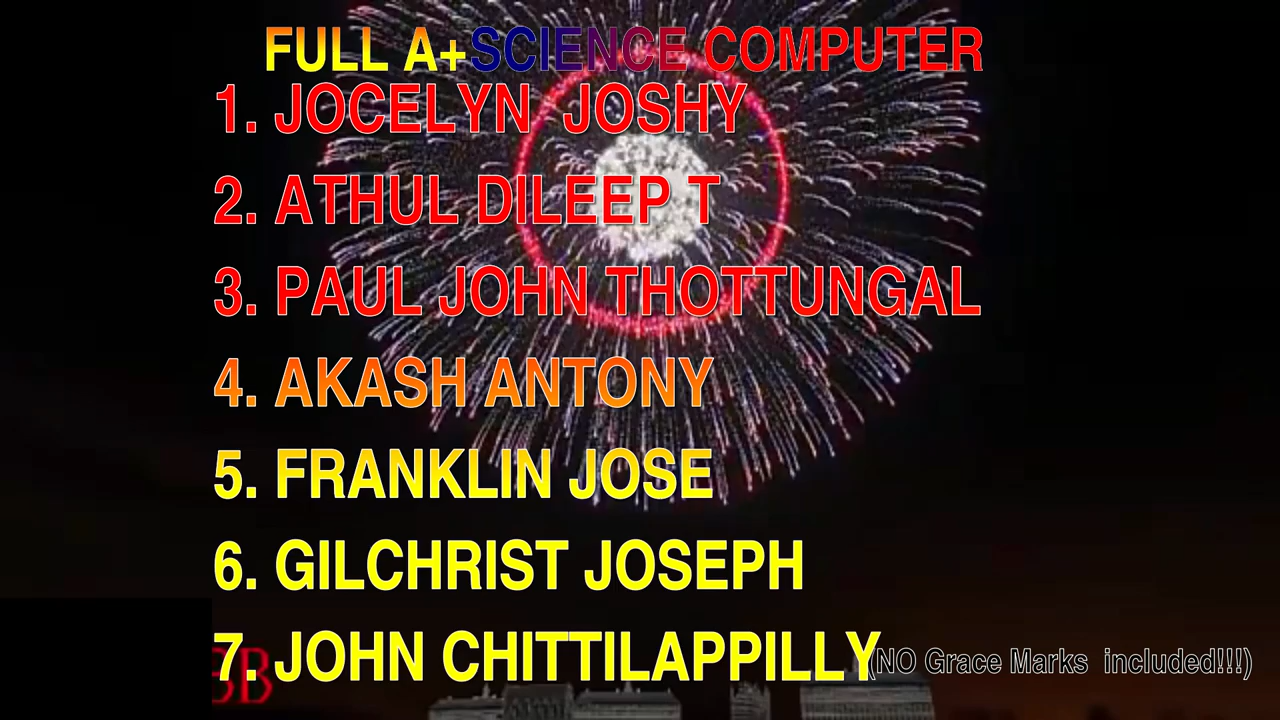 FULL A+ SCIENCE COMPUTER
1. JOCELYN JOSHY
2. ATHUL DILEEP T
3. PAUL JOHN THOTTUNGAL
4. AKASH ANTONY
5. FRANKLIN JOSE
6. GILCHRIST JOSEPH
7. JOHN CHITTILAPPILLY (NO Grace Marks included!!!)